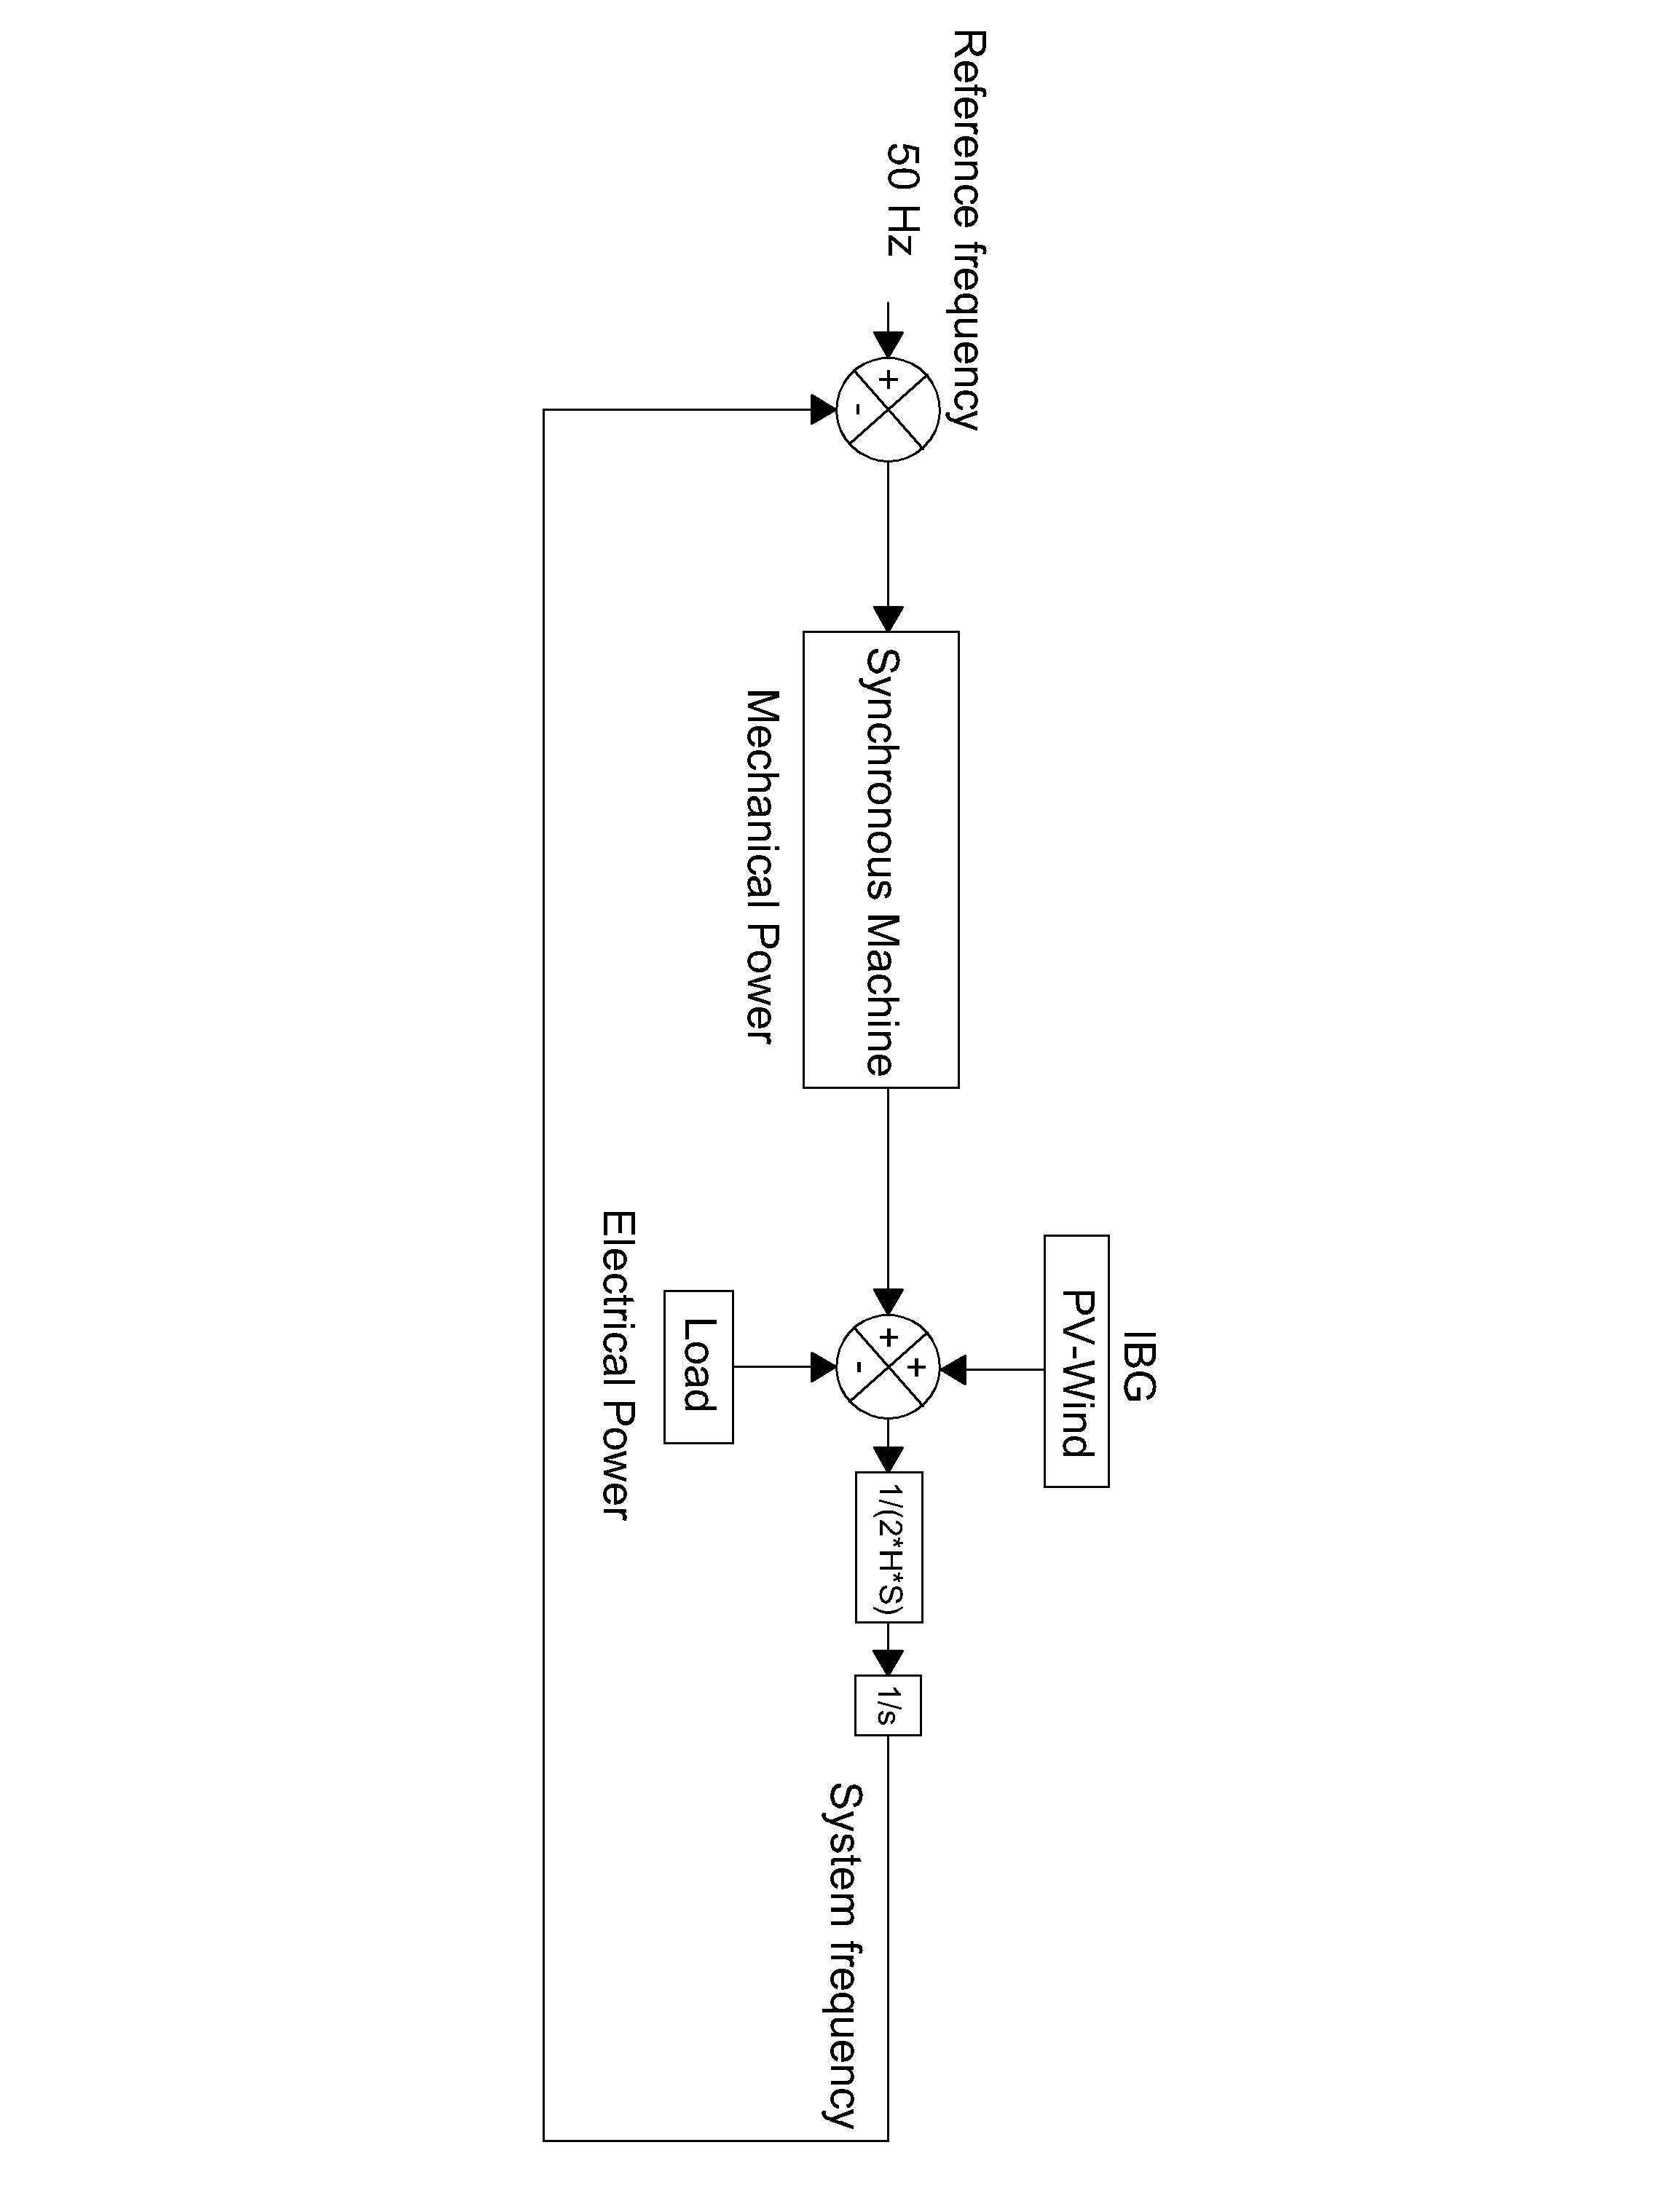 Reference frequency
50 Hz
+
-
Synchronous Machine
Mechanical Power
IBG
PV-Wind
+
+
-
Load
Electrical Power
1/(2*H*S)
1/s
System frequency